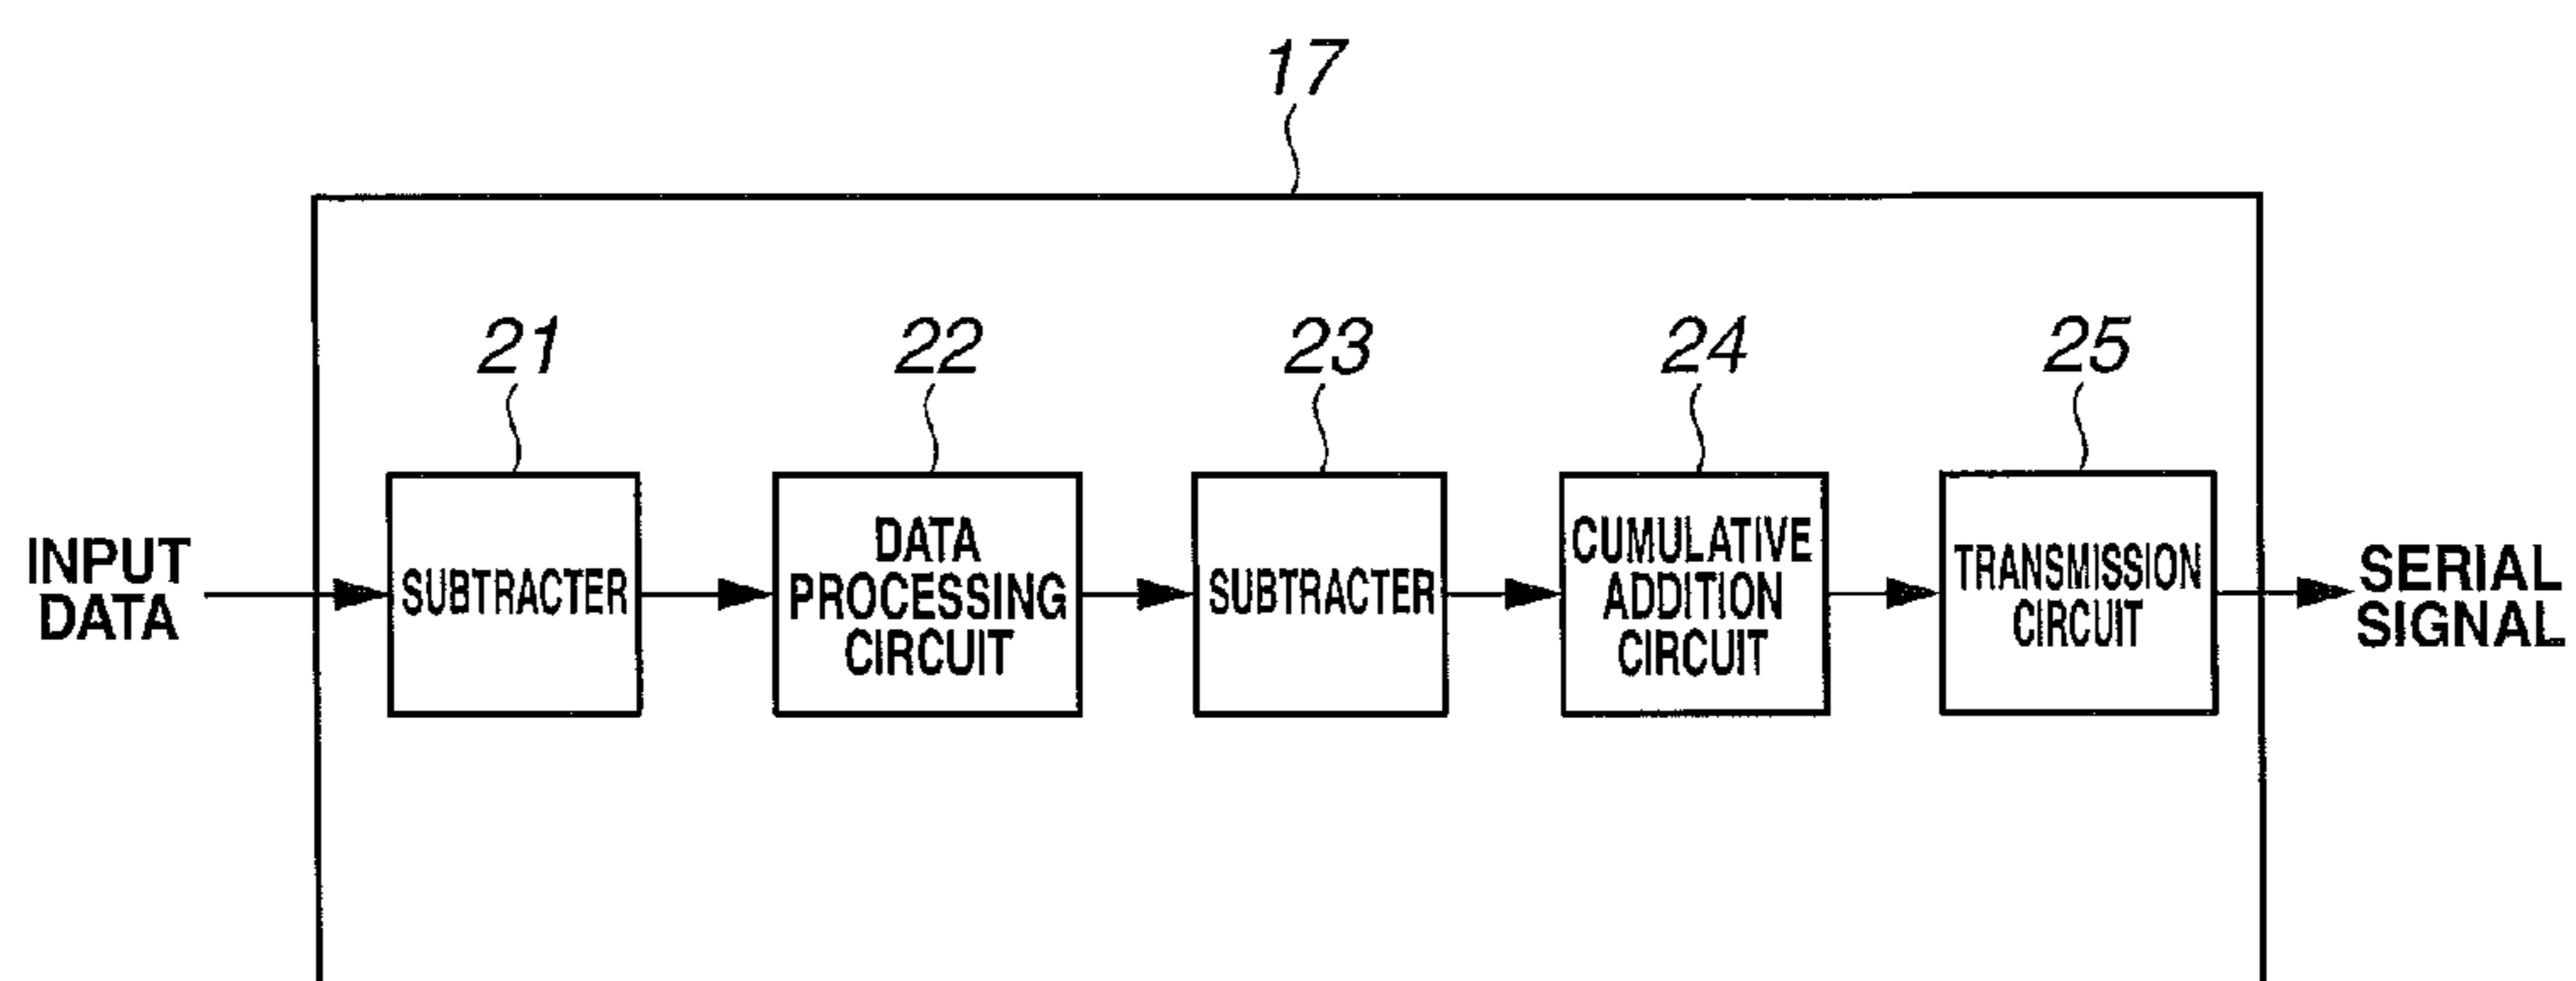 17
21
22
23
24
25
INPUT
DATA
SUBTRACTER
DATA
PROCESSING
CIRCUIT
SUBTRACTER
CUMULATIVE
ADDITION
CIRCUIT
TRANSMISSION
CIRCUIT
SERIAL
SIGNAL